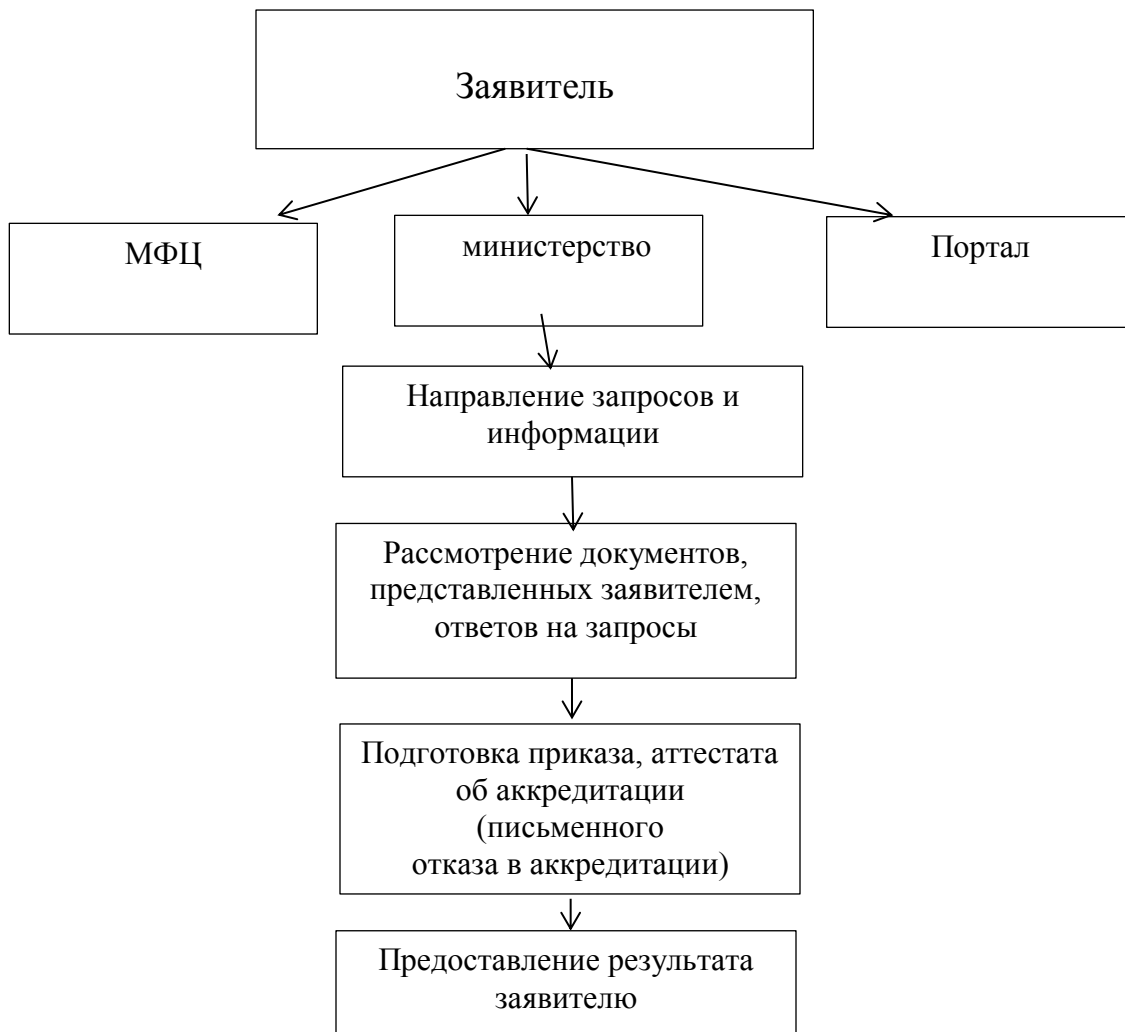 Заявитель
МФЦ
министерство
Портал
Направление запросов и
информации
Рассмотрение документов,
представленных заявителем,
ответов на запросы
Подготовка приказа, аттестата
об аккредитации
(письменного
отказа в аккредитации)
Предоставление результата
заявителю